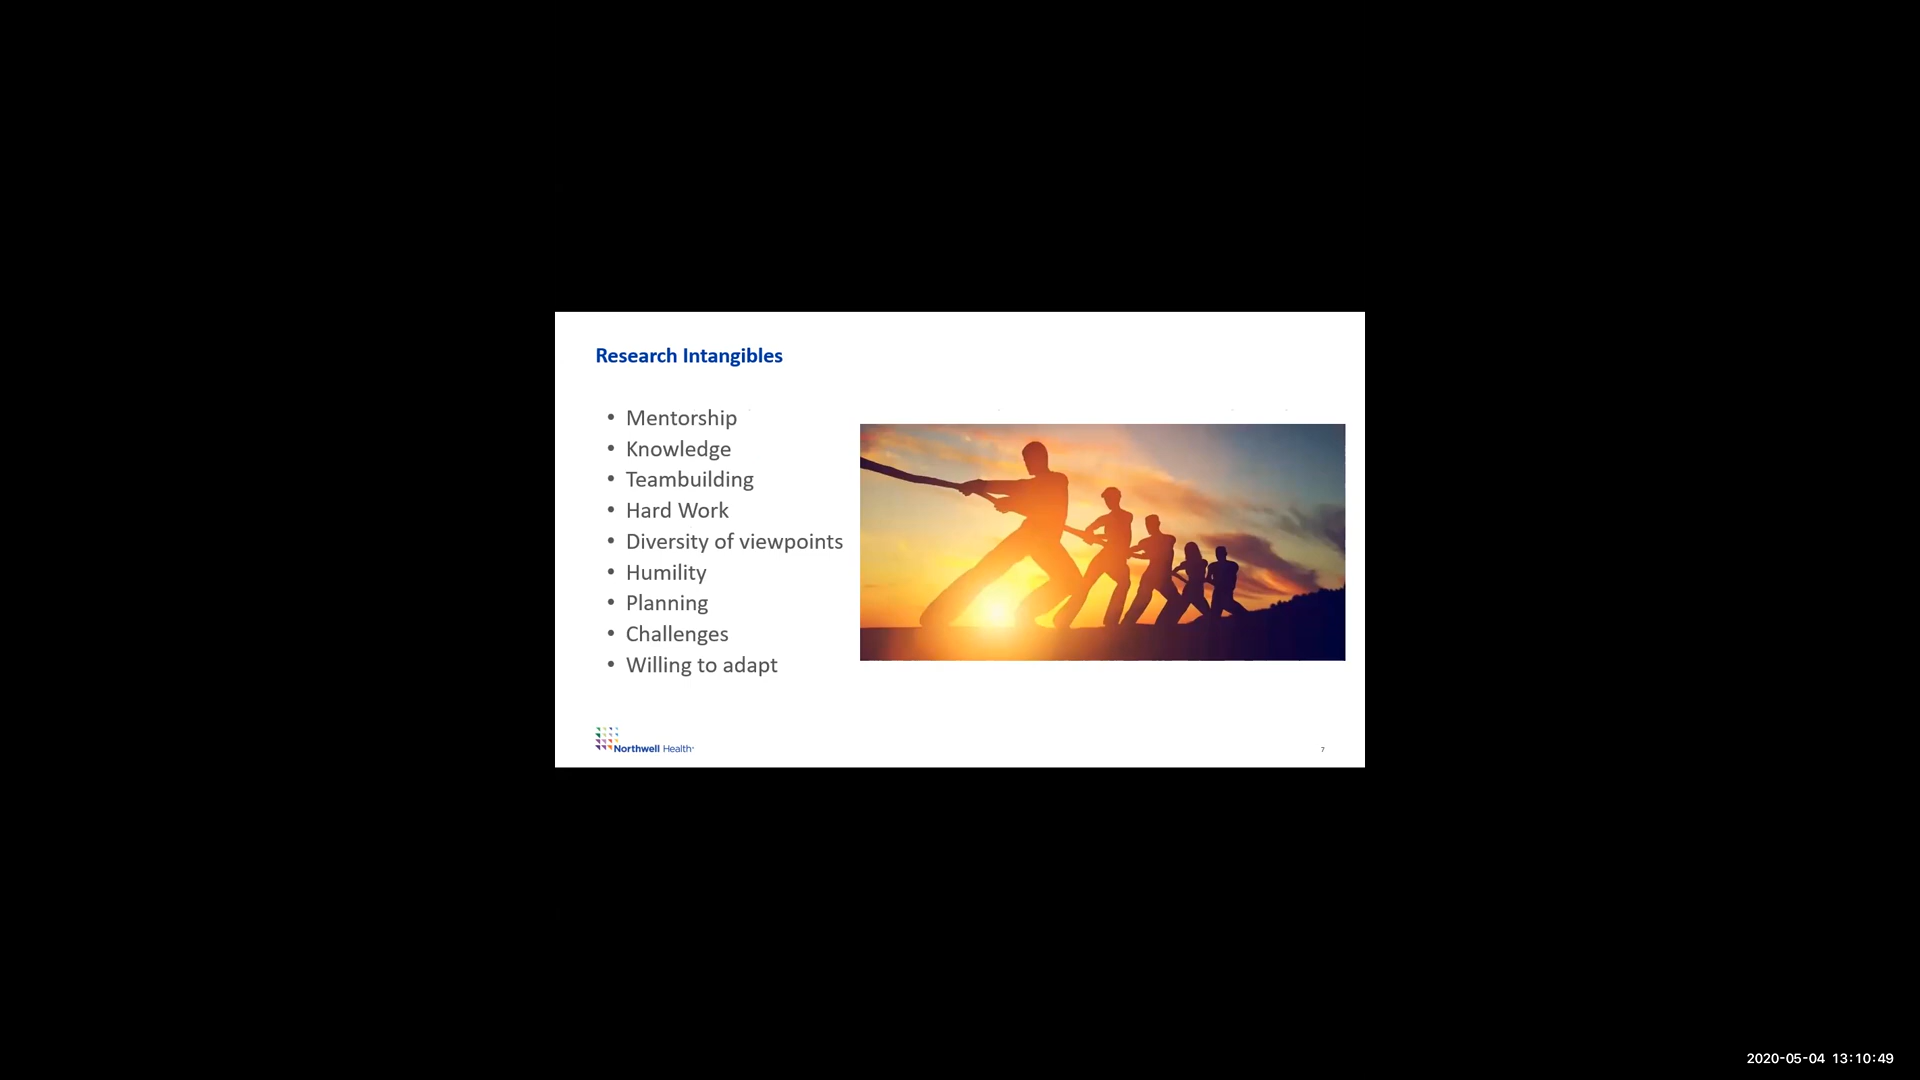 Research Intangibles
• Mentorship
• Knowledge
• Teambuilding
• Hard Work
• Diversity of viewpoints
• Humility
• Planning
• Challenges
• Willing to adapt
Northwell Health
7
2020-05-04 13:10:49